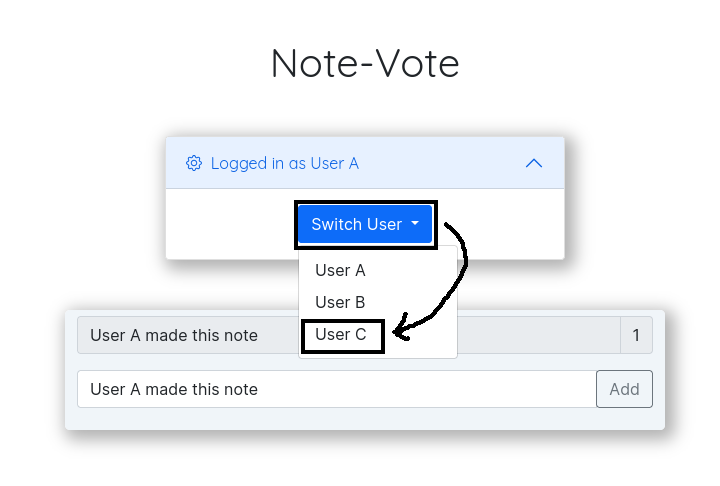 Note-Vote
Logged in as User A
Switch User
User A
User B
User C
User A made this note 1
User A made this note Add